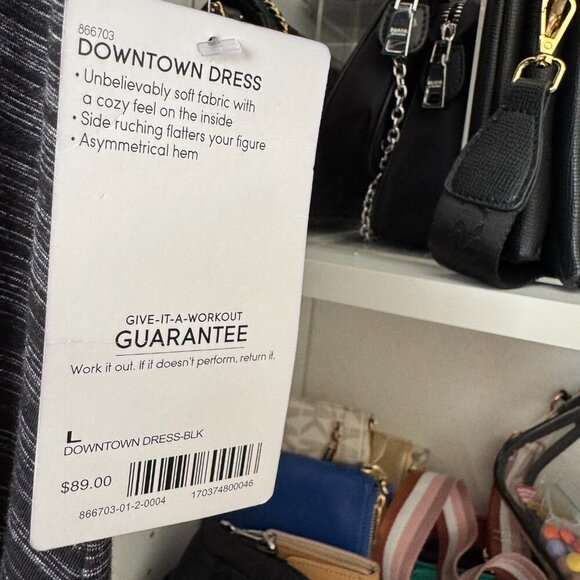 866703
DOWNTOWN DRESS
• Unbelievably soft fabric with
a cozy feel on the inside
• Side ruching flatters your figure
• Asymmetrical hem
GIVE-IT-A-WORKOUT
GUARANTEE
Work it out. If it doesn't perform, return it.
L
DOWNTOWN DRESS-BLK
$89.00
170374800046
866703-01-2-0004